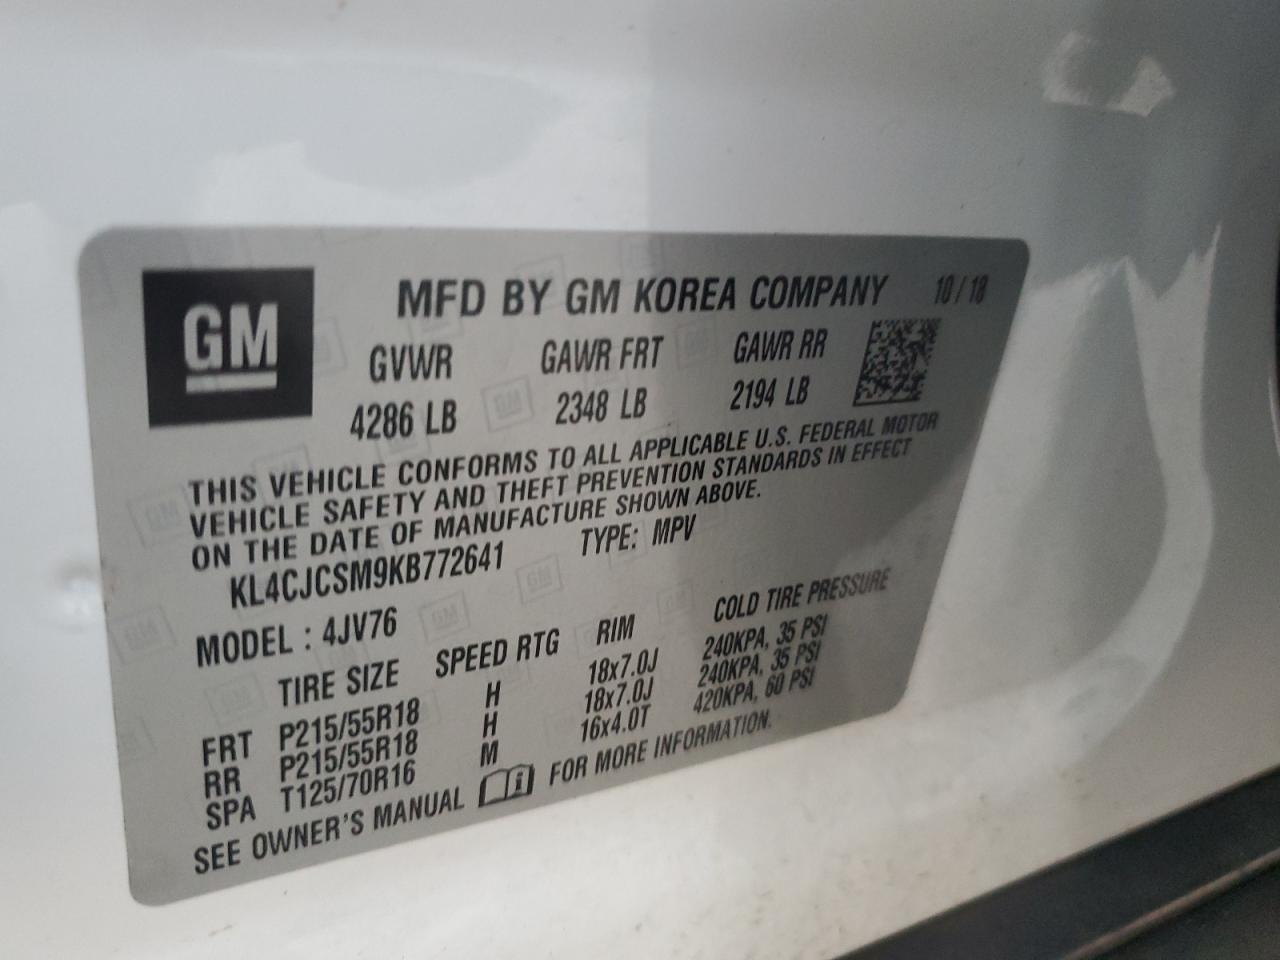 GM
MFD BY GM KOREA COMPANY 10/18
GVWR GAWR FRT GAWR RR
4286 LB 2348 LB 2194 LB
THIS VEHICLE CONFORMS TO ALL APPLICABLE U.S. FEDERAL MOTOR
VEHICLE SAFETY AND THEFT PREVENTION STANDARDS IN EFFECT
ON THE DATE OF MANUFACTURE SHOWN ABOVE.
KL4CJCSM9KB772641 TYPE: MPV
MODEL : 4JV76
TIRE SIZE SPEED RTG RIM COLD TIRE PRESSURE
FRT P215/55R18 H 18x7.0J 240KPA, 35 PSI
RR P215/55R18 H 18x7.0J 240KPA, 35 PSI
SPA T125/70R16 M 16x4.0T 420KPA, 60 PSI
SEE OWNER'S MANUAL FOR MORE INFORMATION.